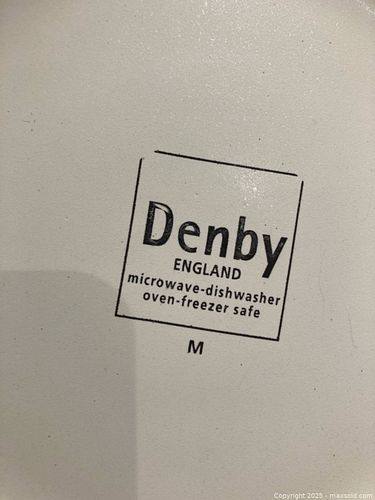 Denby
ENGLAND
microwave-dishwasher
oven-freezer safe
M
Copyright 2025 - maxsold.com